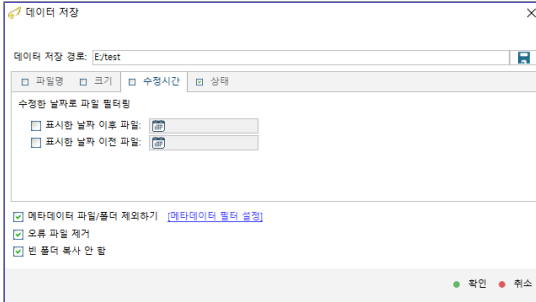 데이터 저장
데이터 저장 경로: E:/test
파일명 크기 수정시간 상태
수정한 날짜로 파일 필터링
표시한 날짜 이후 파일:
표시한 날짜 이전 파일:
메타데이터 파일/폴더 제외하기 [메타데이터 필터 설정]
오류 파일 제거
빈 폴더 복사 안 함
확인 취소